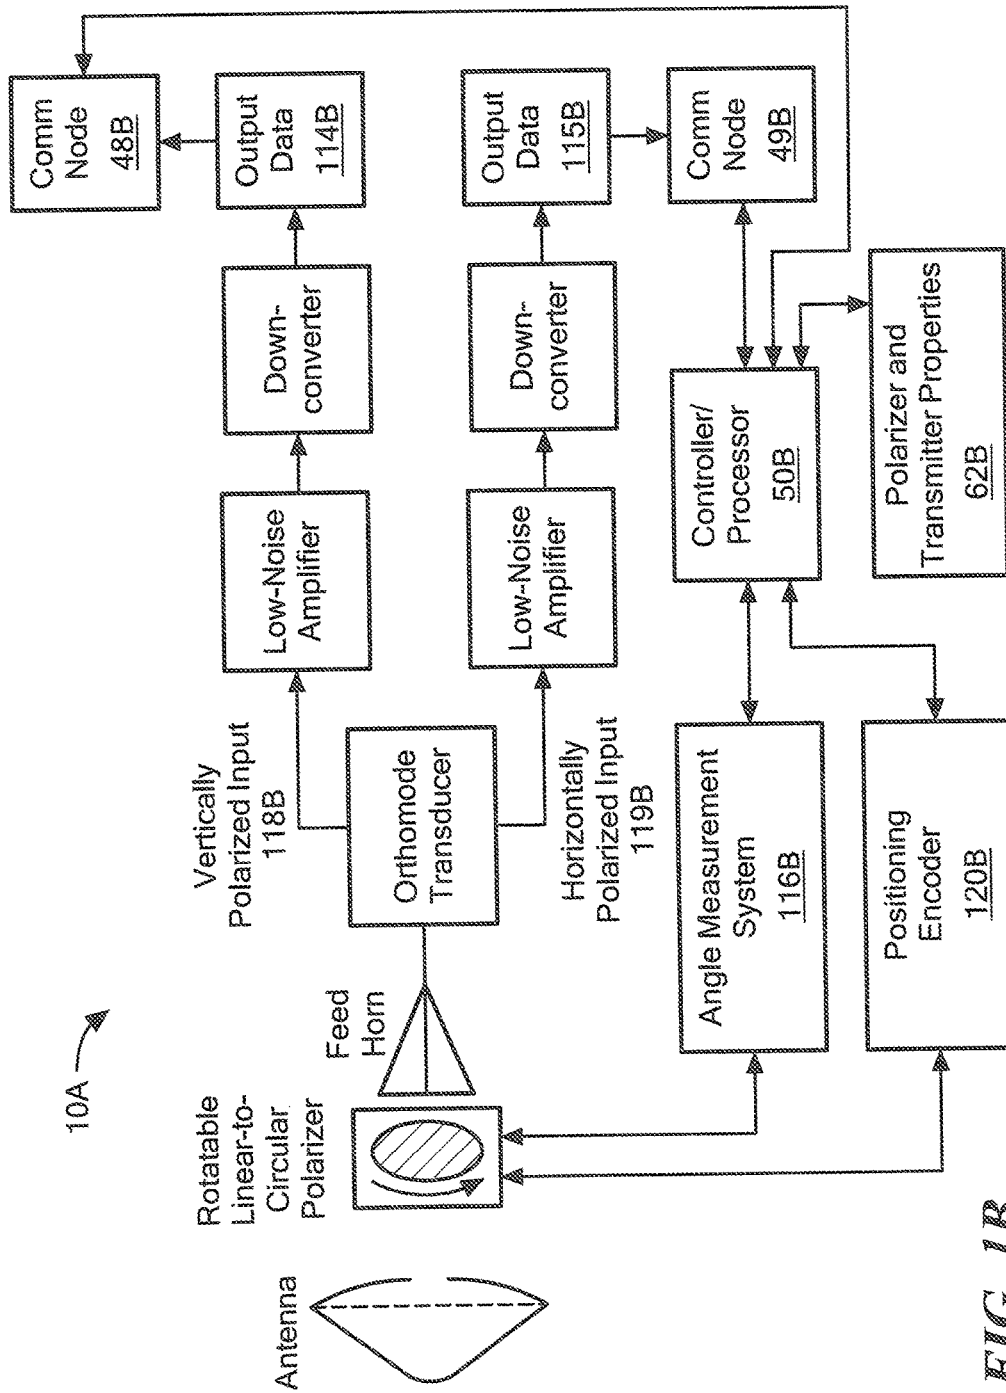 10A
Antenna
Rotatable
Linear-to-
Circular
Polarizer
Feed
Horn
Vertically
Polarized Input
118B
Orthomode
Transducer
Horizontally
Polarized Input
119B
Low-Noise
Amplifier
Down-
converter
Output
Data
114B
Comm
Node
48B
Low-Noise
Amplifier
Down-
converter
Output
Data
115B
Comm
Node
49B
Angle Measurement
System
116B
Controller/
Processor
50B
Positioning
Encoder
120B
Polarizer and
Transmitter Properties
62B
FIG. 1B